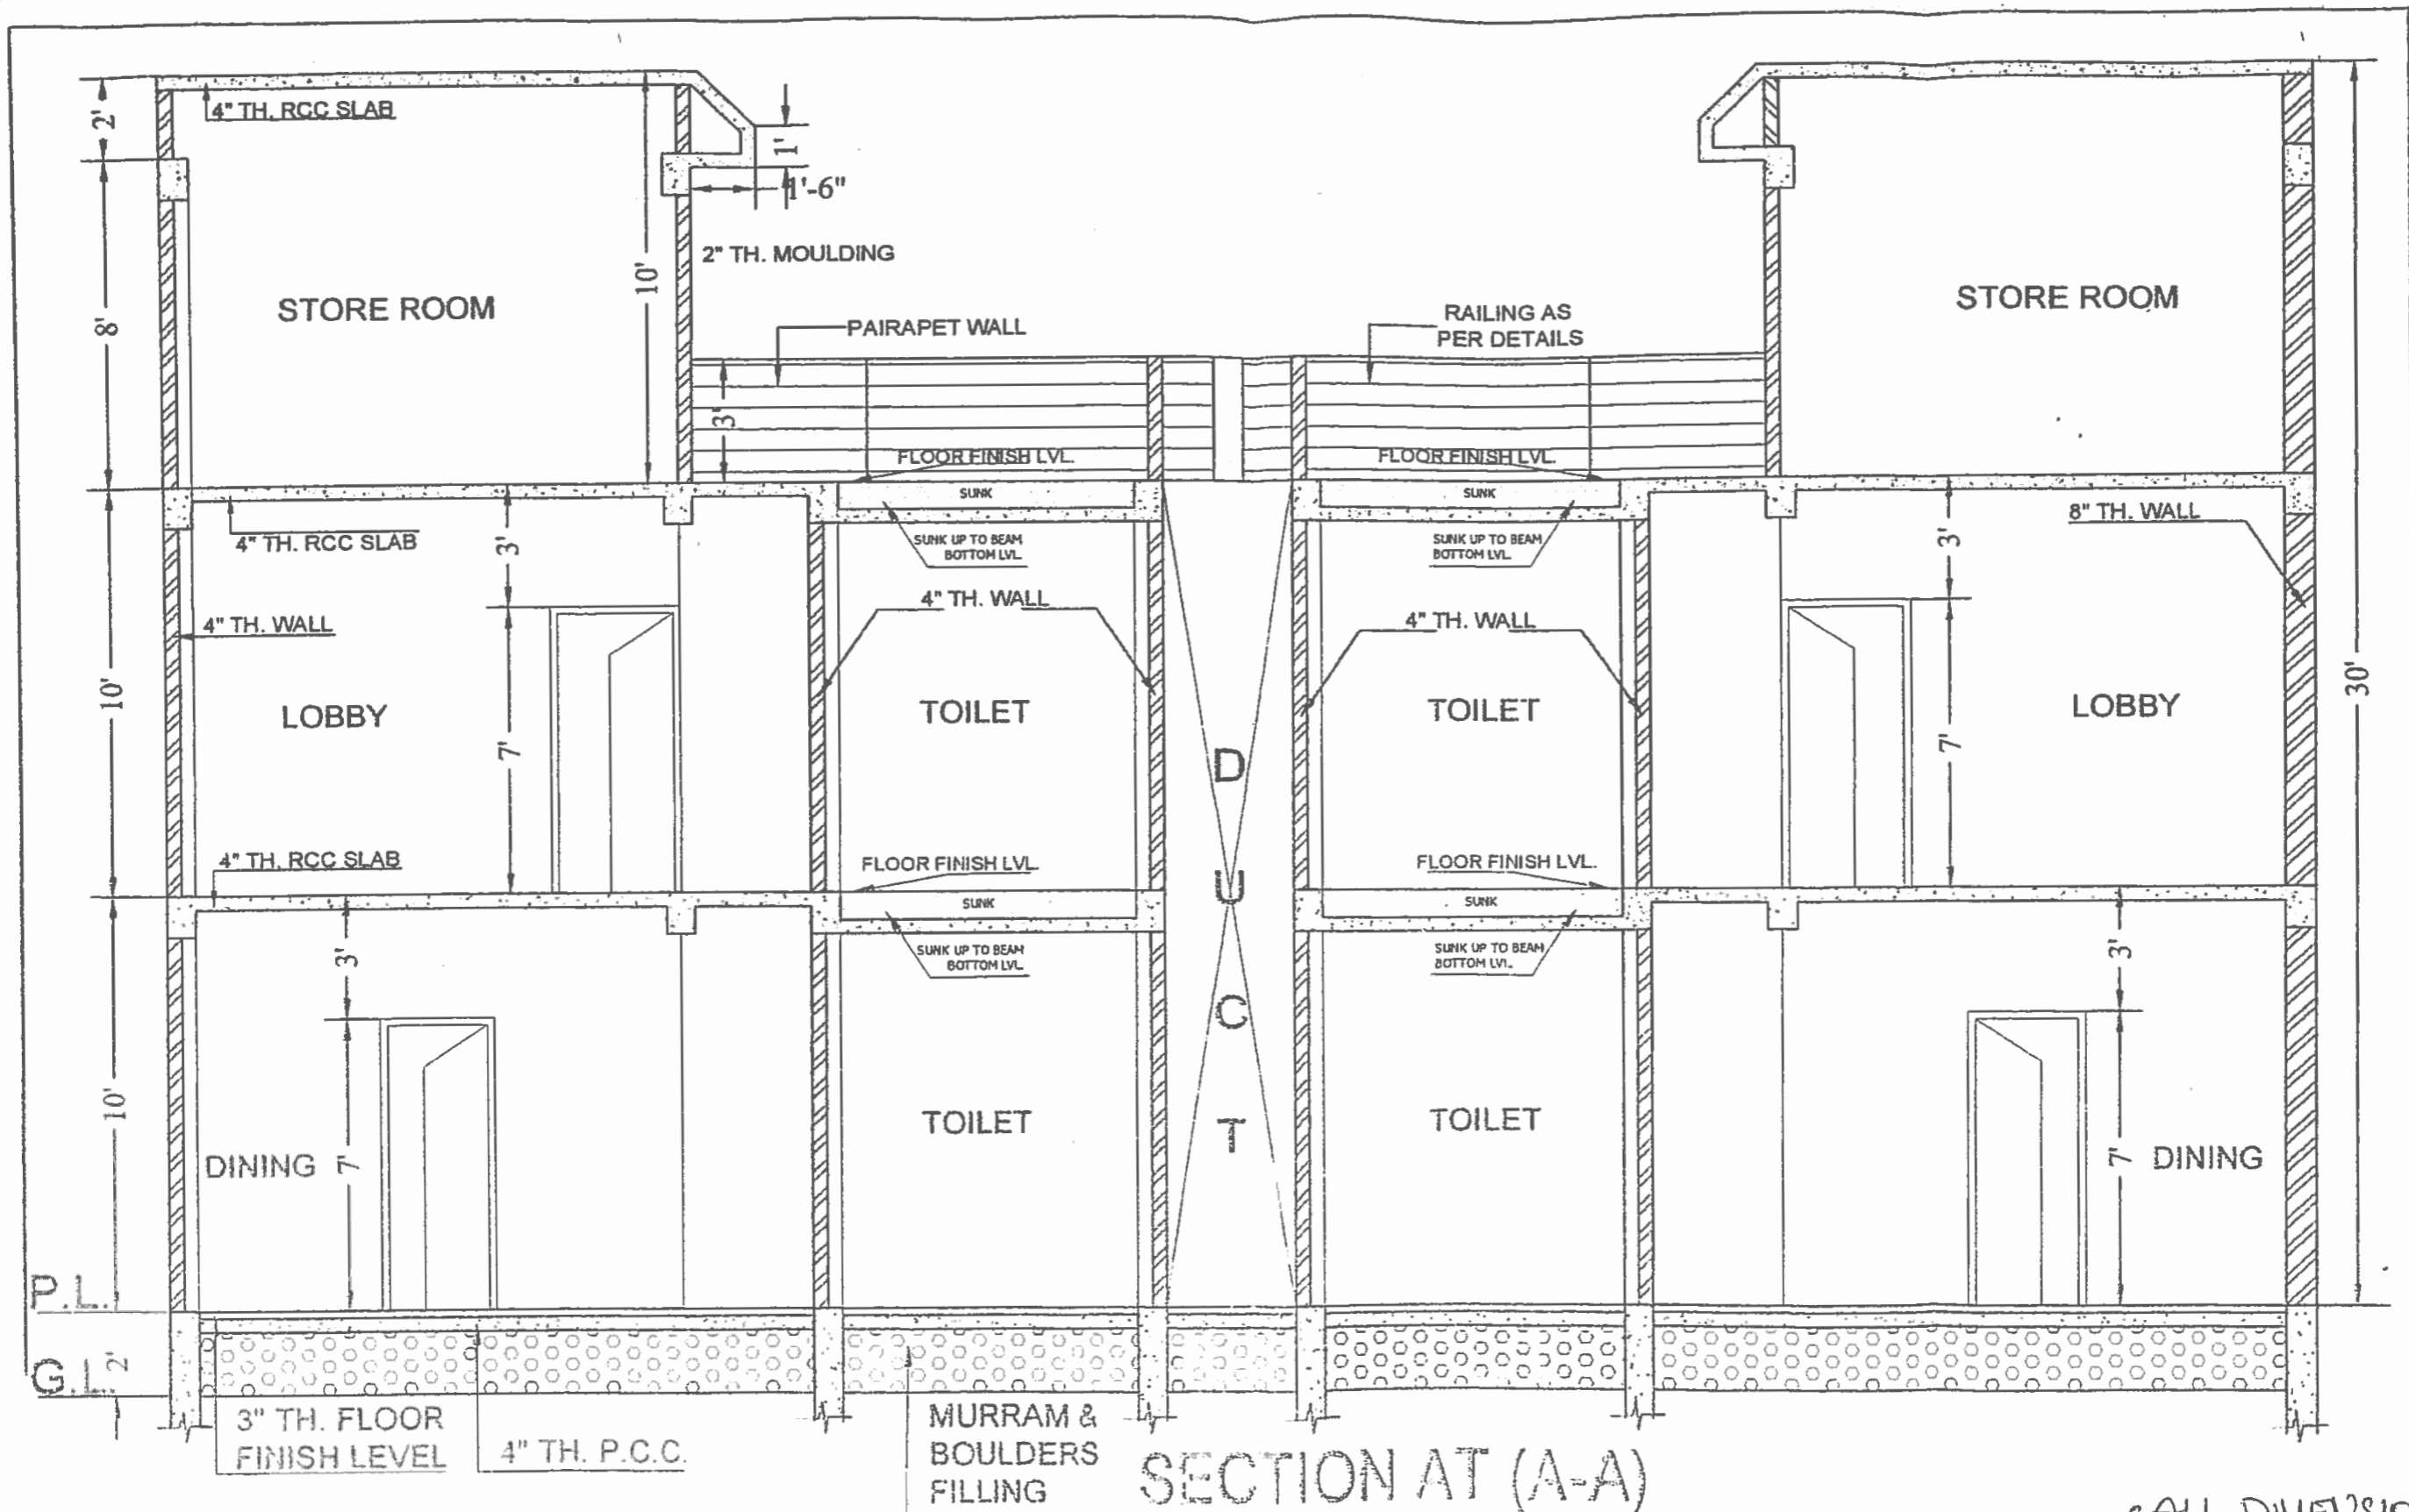 2'
4" TH. RCC SLAB
1'
1'-6"
2" TH. MOULDING
10'
8'
STORE ROOM
STORE ROOM
PAIRAPET WALL
RAILING AS
PER DETAILS
3'
FLOOR FINISH LVL.
FLOOR FINISH LVL.
SUNK
SUNK
4" TH. RCC SLAB
3'
SUNK UP TO BEAM
BOTTOM LVL.
SUNK UP TO BEAM
BOTTOM LVL.
3'
8" TH. WALL
4" TH. WALL
4" TH. WALL
4" TH. WALL
10'
LOBBY
7'
TOILET
TOILET
7'
LOBBY
30'
D
U
C
T
4" TH. RCC SLAB
FLOOR FINISH LVL.
FLOOR FINISH LVL.
SUNK
SUNK
3'
SUNK UP TO BEAM
BOTTOM LVL.
SUNK UP TO BEAM
BOTTOM LVL.
3'
10'
DINING
7'
TOILET
TOILET
7'
DINING
P.L.
G.L.
2'
3" TH. FLOOR
FINISH LEVEL
4" TH. P.C.C.
MURRAM &
BOULDERS
FILLING
SECTION AT (A-A)